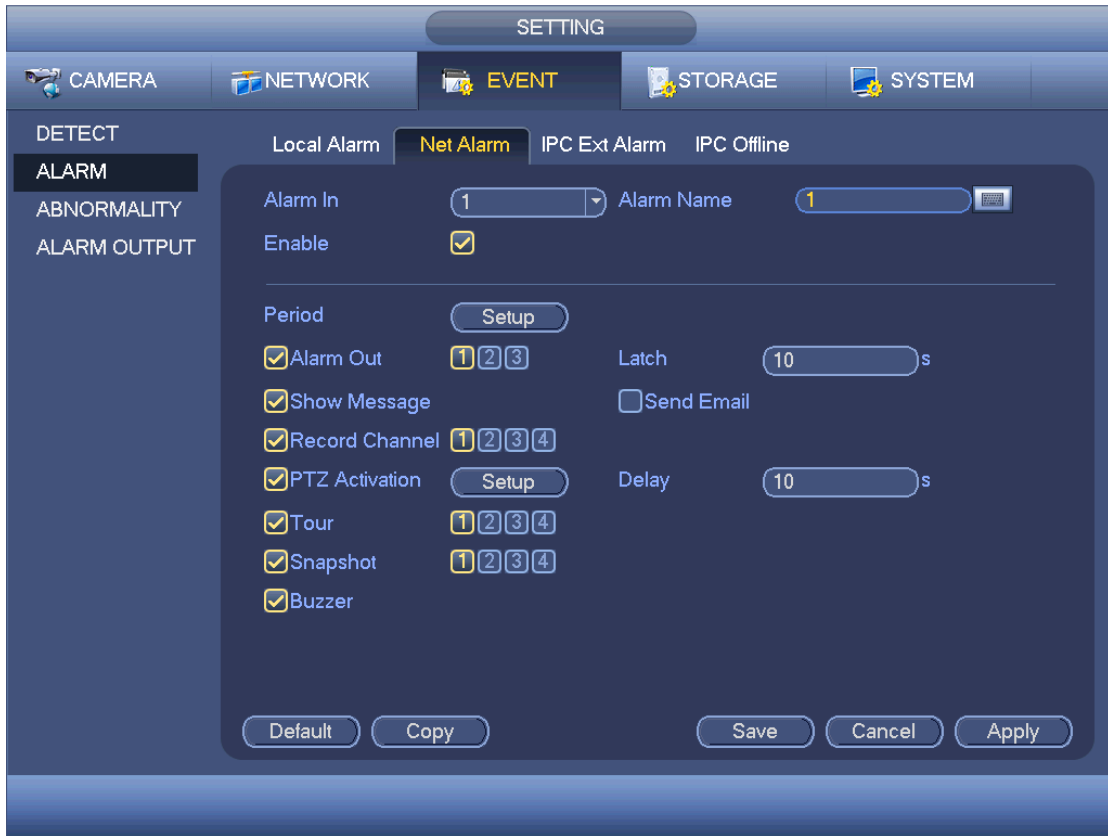 SETTING
CAMERA NETWORK EVENT STORAGE SYSTEM
DETECT
ALARM
ABNORMALITY
ALARM OUTPUT
Local Alarm Net Alarm IPC Ext Alarm IPC Offline
Alarm In 1 Alarm Name 1
Enable
Period Setup
Alarm Out 1 2 3 Latch 10 s
Show Message Send Email
Record Channel 1 2 3 4
PTZ Activation Setup Delay 10 s
Tour 1 2 3 4
Snapshot 1 2 3 4
Buzzer
Default Copy Save Cancel Apply